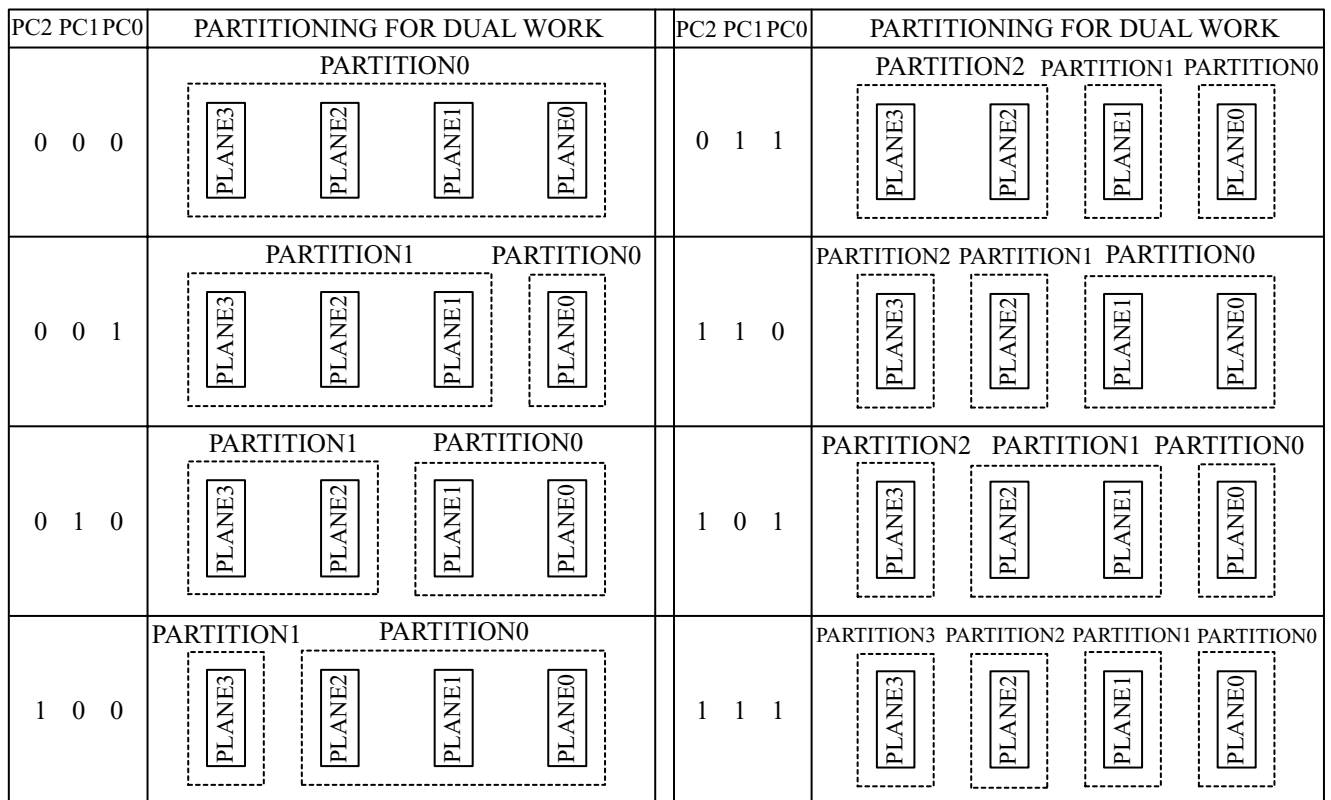 PC2 PC1PC0 PARTITIONING FOR DUAL WORK PC2 PC1PC0 PARTITIONING FOR DUAL WORK
PARTITION0
0 0 0
PLANE3 PLANE2 PLANE1 PLANE0
PARTITION2 PARTITION1 PARTITION0
0 1 1
PLANE3 PLANE2 PLANE1 PLANE0
PARTITION1 PARTITION0
0 0 1
PLANE3 PLANE2 PLANE1 PLANE0
PARTITION2 PARTITION1 PARTITION0
1 1 0
PLANE3 PLANE2 PLANE1 PLANE0
PARTITION1 PARTITION0
0 1 0
PLANE3 PLANE2 PLANE1 PLANE0
PARTITION2 PARTITION1 PARTITION0
1 0 1
PLANE3 PLANE2 PLANE1 PLANE0
PARTITION1 PARTITION0
1 0 0
PLANE3 PLANE2 PLANE1 PLANE0
PARTITION3 PARTITION2 PARTITION1 PARTITION0
1 1 1
PLANE3 PLANE2 PLANE1 PLANE0